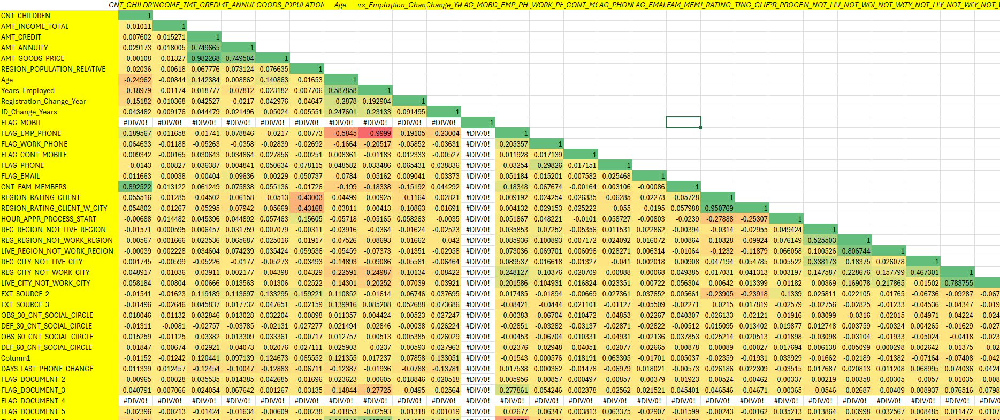 CNT_CHILDR NCOME_T MT_CREDI T_ANNUI GOODS_P PULATION Age rs_Employ tion_Chan Change_Ye LAG_MOBI G_EMP_PH WORK_PH CONT_MO AG_PHON LAG_EMAI FAM_MEM _RATING_ TING_CLIE PR_PROCE N_NOT_LI N_NOT_WO N_NOT_WO Y_NOT_LI Y_NOT_WO Y_NOT_V
CNT_CHILDREN 1
AMT_INCOME_TOTAL 0.01011 1
AMT_CREDIT 0.007602 0.015271 1
AMT_ANNUITY 0.029173 0.018005 0.749665 1
AMT_GOODS_PRICE -0.00108 0.01327 0.982268 0.749504 1
REGION_POPULATION_RELATIVE -0.02036 -0.00618 0.067776 0.073124 0.076635 1
Age -0.24962 -0.00844 0.142384 0.008862 0.140863 0.01653 1
Years_Employed -0.18979 -0.01174 0.018777 -0.07812 0.023182 0.007706 0.587858 1
Registration_Change_Year -0.15182 0.010368 0.042527 -0.0217 0.042976 0.04647 0.2878 0.192904 1
ID_Change_Years 0.043482 0.009176 0.044479 0.021496 0.05024 0.005551 0.247601 0.23133 0.091495 1
FLAG_MOBIL #DIV/0! #DIV/0! #DIV/0! #DIV/0! #DIV/0! #DIV/0! #DIV/0! #DIV/0! #DIV/0! #DIV/0! 1
FLAG_EMP_PHONE 0.189567 0.011658 -0.01741 0.078846 -0.0217 -0.00773 -0.5845 -0.9999 -0.19105 -0.23004 #DIV/0! 1
FLAG_WORK_PHONE 0.064633 -0.01188 -0.05263 -0.0358 -0.02839 -0.02692 -0.1664 -0.20517 -0.05852 -0.03631 #DIV/0! 0.205357 1
FLAG_CONT_MOBILE 0.009342 -0.00165 0.030643 0.034864 0.027856 -0.00251 0.008361 -0.01183 0.012333 -0.00527 #DIV/0! 0.011928 0.017139 1
FLAG_PHONE -0.0143 -0.00827 0.036387 0.004841 0.050634 0.078115 0.048582 0.033486 0.065431 0.038836 #DIV/0! -0.03254 0.29826 0.017151 1
FLAG_EMAIL 0.011663 0.00038 -0.00404 0.09636 -0.00229 0.050737 -0.0784 -0.05162 0.009041 -0.03373 #DIV/0! 0.051184 0.015201 0.007582 0.025468 1
CNT_FAM_MEMBERS 0.892522 0.013122 0.061249 0.075838 0.055136 -0.01726 -0.199 -0.18338 -0.15192 0.044292 #DIV/0! 0.18348 0.067674 -0.00164 0.003106 -0.00086 1
REGION_RATING_CLIENT 0.055516 -0.01285 -0.04502 -0.06158 -0.0513 -0.43003 -0.04499 -0.00925 -0.1164 -0.02821 #DIV/0! 0.009192 0.024254 0.026335 -0.06285 -0.02273 0.05728 1
REGION_RATING_CLIENT_W_CITY 0.054802 -0.01267 -0.05295 -0.07942 -0.05669 -0.43168 -0.03811 -0.00413 -0.10863 -0.01691 #DIV/0! 0.004132 0.029153 0.025222 -0.055 -0.0195 0.057988 0.950769 1
HOUR_APPR_PROCESS_START -0.00688 0.014482 0.045396 0.044892 0.057463 0.15605 -0.05718 -0.05165 0.058263 -0.0035 #DIV/0! 0.051867 0.048221 -0.0101 0.058727 -0.00803 -0.0239 -0.27888 -0.25307 1
REG_REGION_NOT_LIVE_REGION -0.01571 0.000595 0.006457 0.031759 0.007079 -0.00311 -0.03916 -0.0364 -0.01624 -0.02523 #DIV/0! 0.035853 0.07252 -0.05356 0.011531 0.022862 -0.00394 -0.0314 -0.02955 0.049424 1
REG_REGION_NOT_WORK_REGION -0.00567 0.001666 0.023536 0.065687 0.025016 0.01917 -0.07526 -0.08693 -0.01662 -0.042 #DIV/0! 0.085936 0.100893 0.007172 0.024092 0.016072 -0.00864 -0.10328 -0.09924 0.076149 0.525503 1
LIVE_REGION_NOT_WORK_REGION -0.00039 0.002228 0.034604 0.074239 0.035424 0.059536 -0.05459 -0.07373 -0.01351 -0.02958 #DIV/0! 0.073036 0.069701 0.006096 0.028271 0.006314 -0.01064 -0.1232 -0.11879 0.066058 0.100526 0.806744 1
REG_CITY_NOT_LIVE_CITY 0.001745 -0.00599 -0.05226 -0.0177 -0.05273 -0.03493 -0.14893 -0.09086 -0.05581 -0.06464 #DIV/0! 0.089537 0.016618 -0.01327 -0.041 0.002018 0.00908 0.047194 0.054785 0.005522 0.338173 0.18375 0.026078 1
REG_CITY_NOT_WORK_CITY 0.048917 -0.01036 -0.03911 0.002177 -0.04398 -0.04329 -0.22591 -0.24987 -0.10134 -0.08422 #DIV/0! 0.248127 0.10376 0.020709 -0.00888 -0.00068 0.049385 0.017031 0.041313 0.003197 0.147587 0.228676 0.157799 0.467301 1
LIVE_CITY_NOT_WORK_CITY 0.058184 -0.00804 -0.00666 0.013563 -0.01306 -0.02522 -0.14301 -0.20252 -0.07039 -0.03921 #DIV/0! 0.201586 0.104931 0.016824 0.023351 -0.00722 0.056304 -0.00642 0.013399 -0.01182 -0.00369 0.169078 0.217865 -0.01502 0.783755
EXT_SOURCE_2 -0.01541 -0.01623 0.119189 0.113697 0.133295 0.159221 0.110852 -0.01614 0.06746 0.037695 #DIV/0! 0.017485 -0.01894 -0.00669 0.027361 0.037652 0.005661 -0.23905 -0.23918 0.1339 0.025811 0.022105 0.01765 -0.06736 -0.09287 -0.067
EXT_SOURCE_3 -0.01496 -0.02646 0.045837 0.017732 0.047651 -0.02159 0.139916 0.085208 0.052688 0.073686 #DIV/0! -0.08421 -0.0444 0.021101 -0.01127 -0.05509 -0.02271 0.0215 0.017819 -0.02579 -0.02756 -0.02825 -0.01233 -0.04536 -0.04347 -0.019
OBS_30_CNT_SOCIAL_CIRCLE 0.018046 -0.01132 0.032846 0.013028 0.032204 -0.00898 0.011357 0.004424 0.00523 0.027247 #DIV/0! -0.00383 -0.06704 0.010472 -0.04853 -0.02267 0.040307 0.026133 0.02121 -0.01916 -0.03099 -0.0316 -0.02015 -0.04971 -0.04224 -0.024
DEF_30_CNT_SOCIAL_CIRCLE -0.01311 -0.0081 -0.02757 -0.03785 -0.02131 0.027277 0.021494 0.02846 -0.00038 0.026224 #DIV/0! -0.02851 -0.03282 -0.03137 -0.02871 -0.02822 -0.00512 0.015095 0.013402 0.019877 0.012748 0.003759 -0.00324 0.004265 -0.01629 -0.027
OBS_60_CNT_SOCIAL_CIRCLE 0.015259 -0.01125 0.03382 0.013309 0.033361 -0.00717 0.012757 0.00513 0.005385 0.026029 #DIV/0! -0.00453 -0.06704 0.010331 -0.04931 -0.02136 0.037853 0.025214 0.020513 -0.01898 -0.03098 -0.03104 -0.01933 -0.05024 -0.0418 -0.023
DEF_60_CNT_SOCIAL_CIRCLE -0.01847 -0.00674 -0.02921 -0.04073 -0.02076 0.027111 0.025903 0.0237 0.00593 0.027963 #DIV/0! -0.02376 -0.02948 -0.04051 -0.02077 -0.02665 -0.00878 -0.00089 -0.00027 0.017694 0.006138 0.005099 0.000298 0.002642 -0.01375 -0.02
Column1 -0.01152 -0.01242 0.120441 0.097139 0.124673 0.065552 0.121355 0.017237 0.07858 0.133051 #DIV/0! -0.01543 0.000576 0.018191 0.063305 -0.01701 0.005037 -0.02359 -0.01931 0.033929 -0.01662 -0.02189 -0.01382 -0.07164 -0.07408 -0.042
DAYS_LAST_PHONE_CHANGE 0.011339 0.012457 -0.12454 -0.10047 -0.12883 -0.06711 -0.12387 -0.01936 -0.0788 -0.13781 #DIV/0! 0.017538 0.000362 -0.01478 -0.06979 0.018021 -0.00573 0.026186 0.022309 -0.03515 0.017687 0.020813 0.011208 0.068995 0.074036 0.0424
FLAG_DOCUMENT_2 -0.00965 -0.00028 0.035535 0.014385 0.042685 -0.01696 0.023623 -0.00605 0.018846 0.020518 #DIV/0! 0.005956 -0.00857 0.000497 -0.00857 -0.00379 -0.01923 -0.00524 -0.00462 -0.00337 -0.00219 -0.00358 -0.00305 -0.0057 -0.01035 -0.008
FLAG_DOCUMENT_3 0.040791 0.007066 0.024054 0.067642 0.001267 -0.03135 -0.14844 -0.27725 -0.0495 -0.02564 #DIV/0! 0.277861 0.054246 0.002378 -0.02562 0.021521 0.045401 0.046546 0.04671 -0.00365 -0.0546 -0.02687 -0.00409 0.008937 0.076516 0.0798
FLAG_DOCUMENT_4 #DIV/0! #DIV/0! #DIV/0! #DIV/0! #DIV/0! #DIV/0! #DIV/0! #DIV/0! #DIV/0! #DIV/0! #DIV/0! #DIV/0! #DIV/0! #DIV/0! #DIV/0! #DIV/0! #DIV/0! #DIV/0! #DIV/0! #DIV/0! #DIV/0! #DIV/0! #DIV/0! #DIV/0! #DIV/0! #DIV/0
FLAG_DOCUMENT_5 -0.02396 -0.00213 -0.01424 -0.01634 -0.00609 -0.00238 -0.01853 -0.02593 0.01318 0.001019 #DIV/0! 0.02677 0.06347 0.003813 0.063375 -0.02907 -0.01599 -0.00243 -0.00162 0.035213 0.013864 0.03998 0.032567 0.008485 0.011472 0.0107